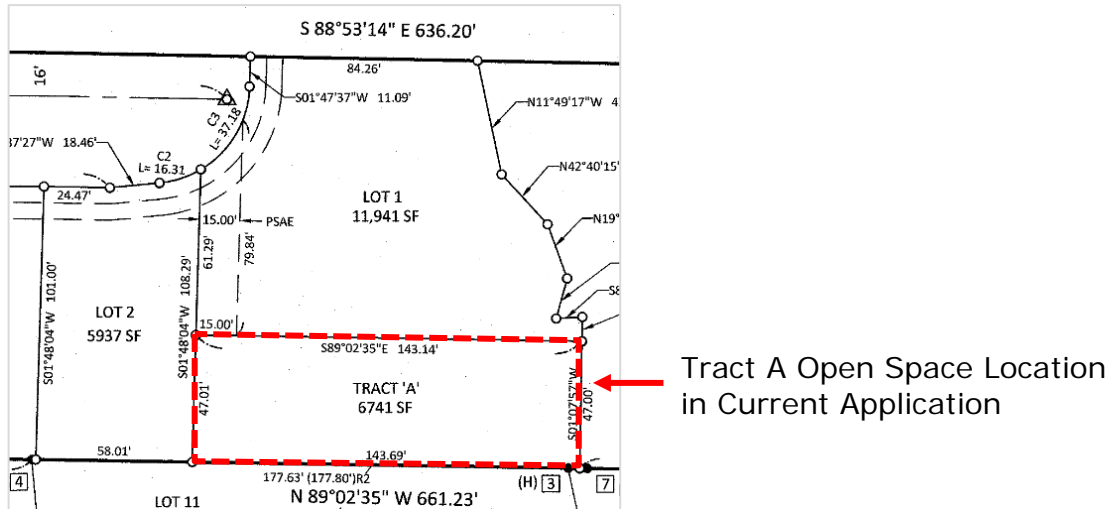 S 88°53'14" E 636.20'
16'
84.26'
S01°47'37"W 11.09'
N11°49'17"W 4
C3
L= 37.18
37'27"W 18.46'
C2
L= 16.31
N42°40'15"
24.47'
LOT 1
11,941 SF
N19°
15.00'
PSAE
61.29'
79.84'
S01°48'04"W 101.00'
S01°48'04"W 108.29'
LOT 2
5937 SF
S8
15.00'
S89°02'35"E 143.14'
TRACT 'A'
6741 SF
47.01'
S01°07'57"W
47.00'
Tract A Open Space Location
in Current Application
58.01'
143.69'
177.63' (177.80')R2
4
(H) 3
7
LOT 11
N 89°02'35" W 661.23'